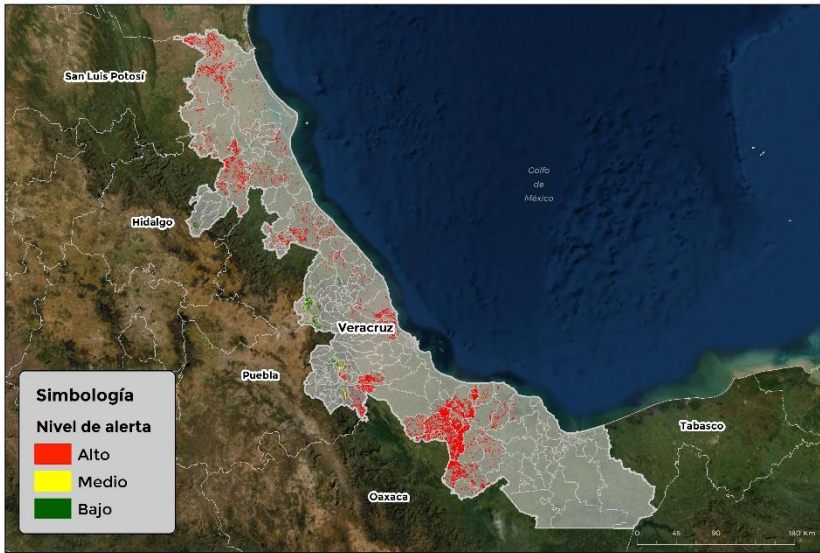 San Luis Potosí
Golfo
de
México
Hidalgo
Veracruz
Puebla
Tabasco
Oaxaca
Simbología
Nivel de alerta
Alto
Medio
Bajo
0 45 90 180 Km